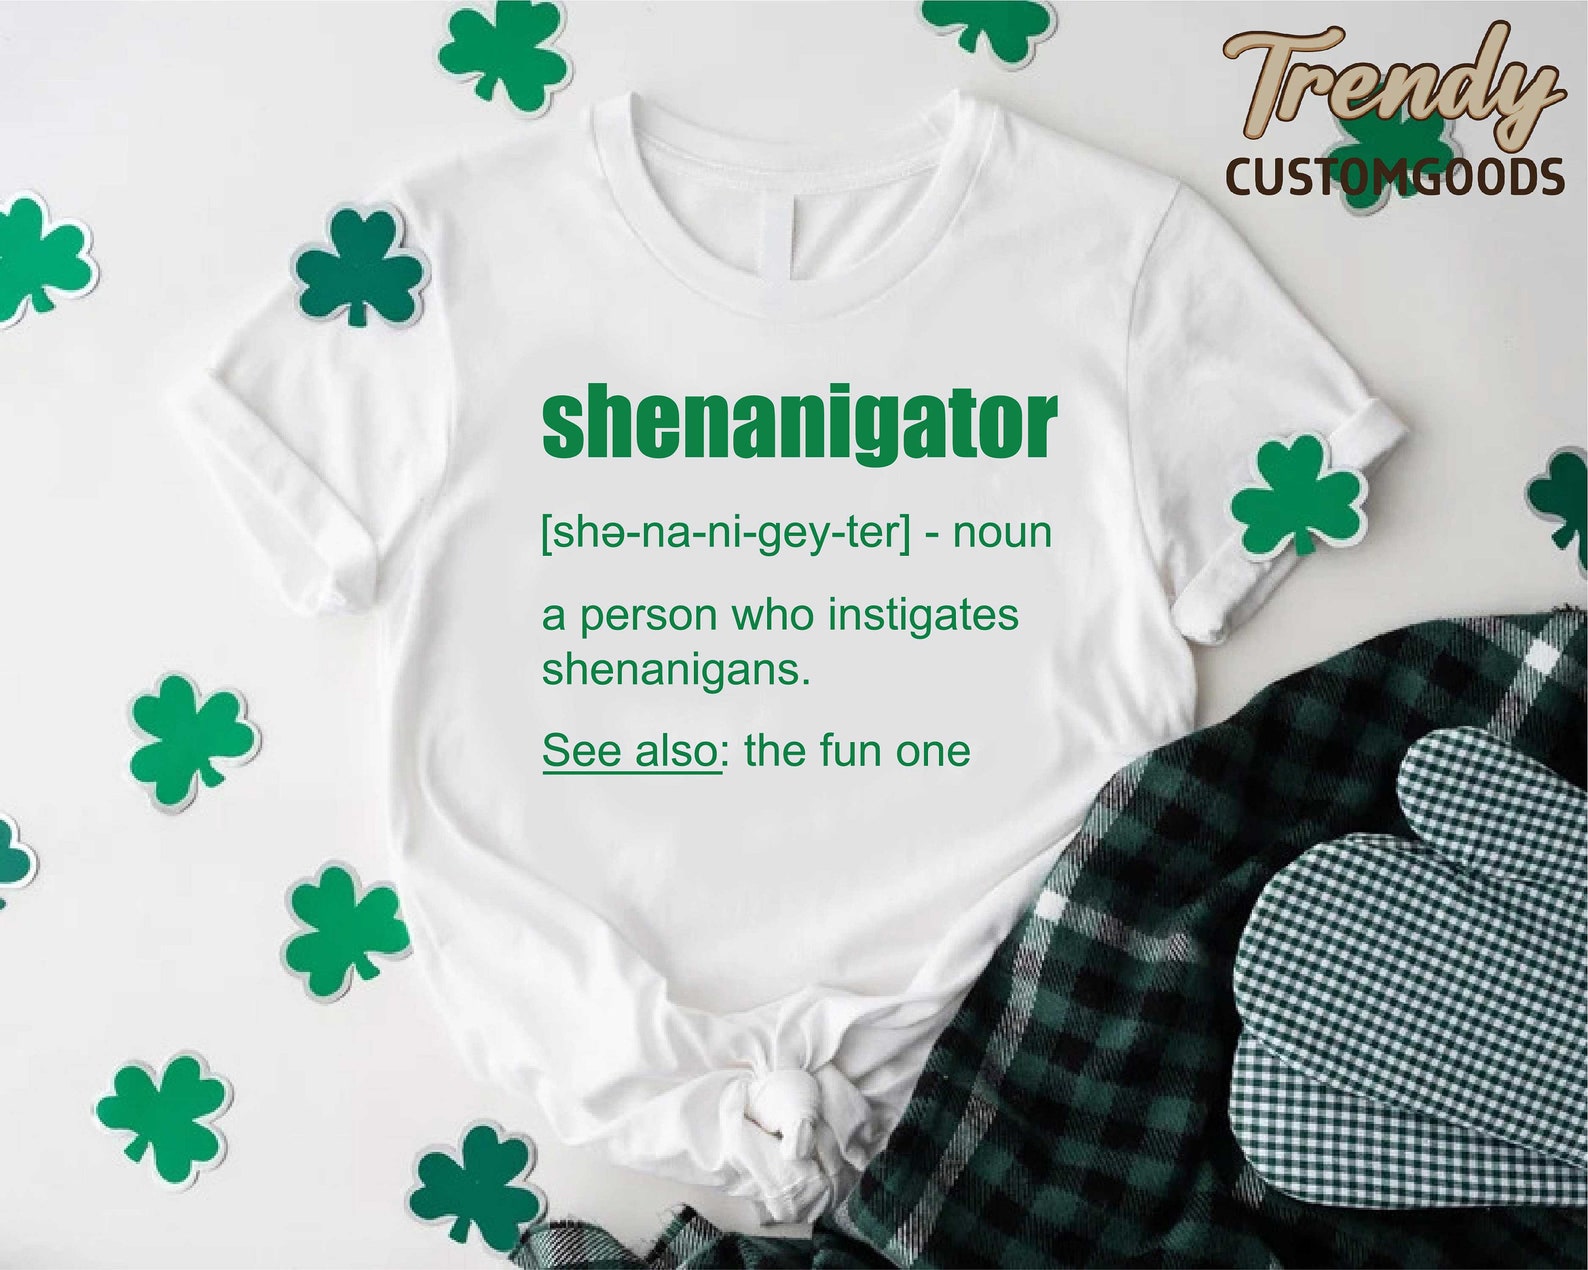 Trendy
CUSTOMGOODS
shenanigator
[shə-na-ni-gey-ter] - noun
a person who instigates
shenanigans.
See also: the fun one